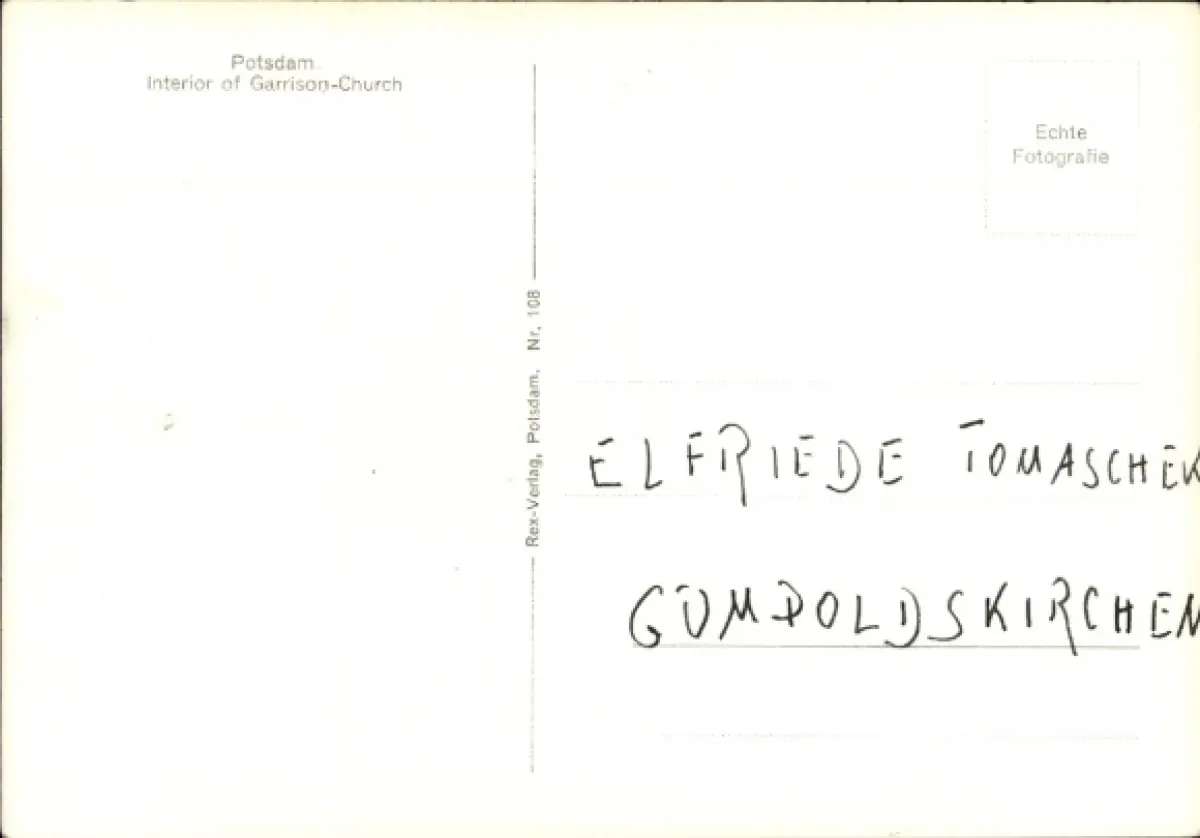 Potsdam.
Interior of Garrison-Church
Echte
Fotografie
Rex-Verlag, Potsdam. Nr. 108
ELFRIEDE TOMASCHEK
GUMPOLDSKIRCHEN